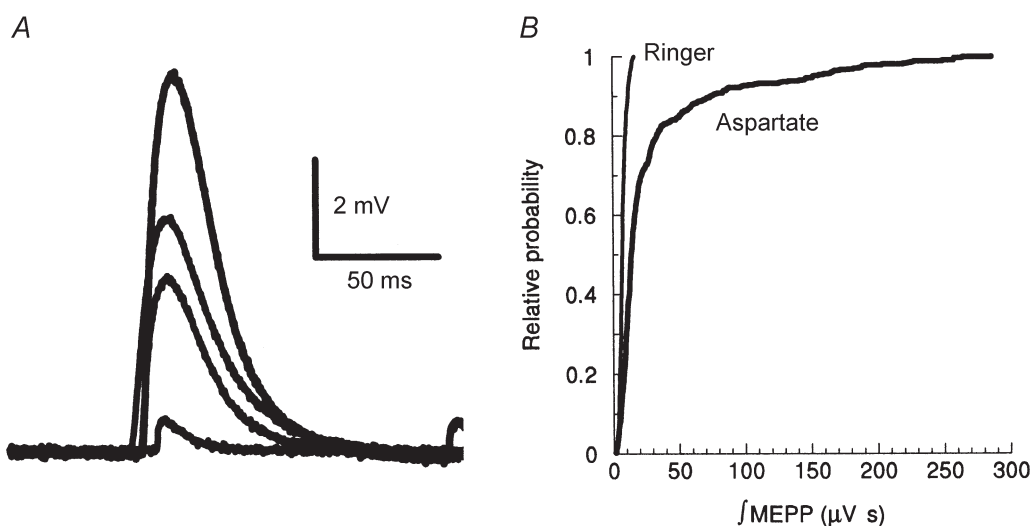 A
2 mV
50 ms
B
Relative probability
1
0.8
0.6
0.4
0.2
0
Ringer
Aspartate
0 50 100 150 200 250 300
∫MEPP (μV s)